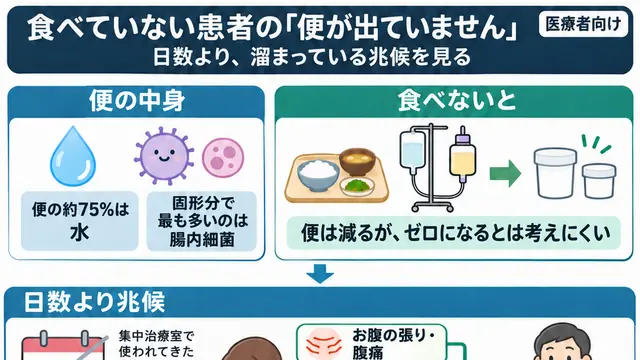 食べていない患者の「便が出ていません」
医療者向け
日数より、溜まっている兆候を見る
便の中身
便の約75%は
水
固形分で
最も多いのは
腸内細菌
食べないと
便は減るが、ゼロになるとは考えにくい
日数より兆候
集中治療室で
使われてきた
お腹の張り・
腹痛